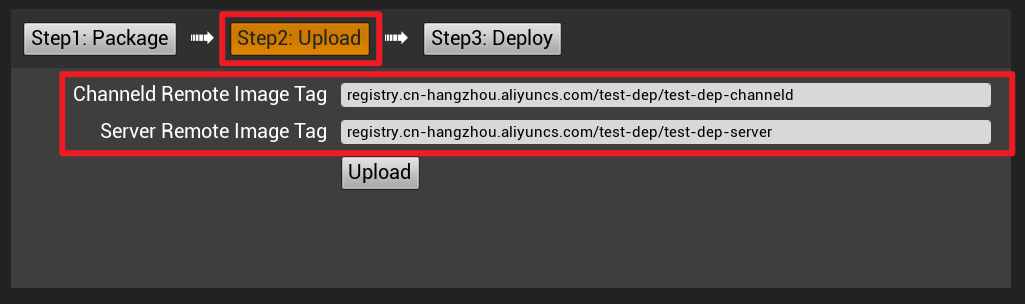 Step1: Package Step2: Upload Step3: Deploy
Channeld Remote Image Tag registry.cn-hangzhou.aliyuncs.com/test-dep/test-dep-channeld
Server Remote Image Tag registry.cn-hangzhou.aliyuncs.com/test-dep/test-dep-server
Upload